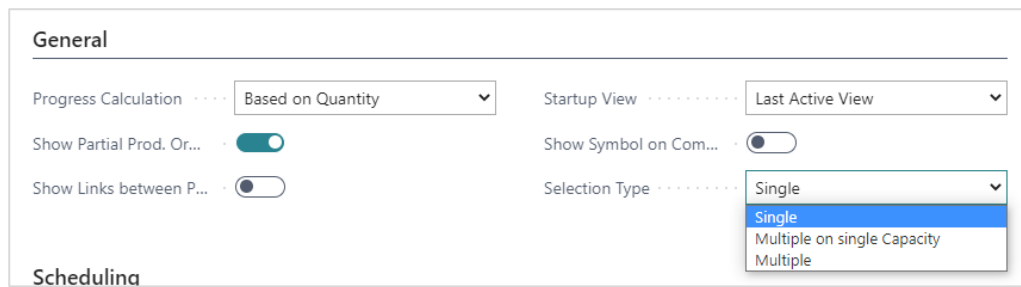 General
Progress Calculation Based on Quantity
Startup View Last Active View
Show Partial Prod. Or...
Show Symbol on Com...
Show Links between P...
Selection Type Single
Single
Multiple on single Capacity
Multiple
Scheduling